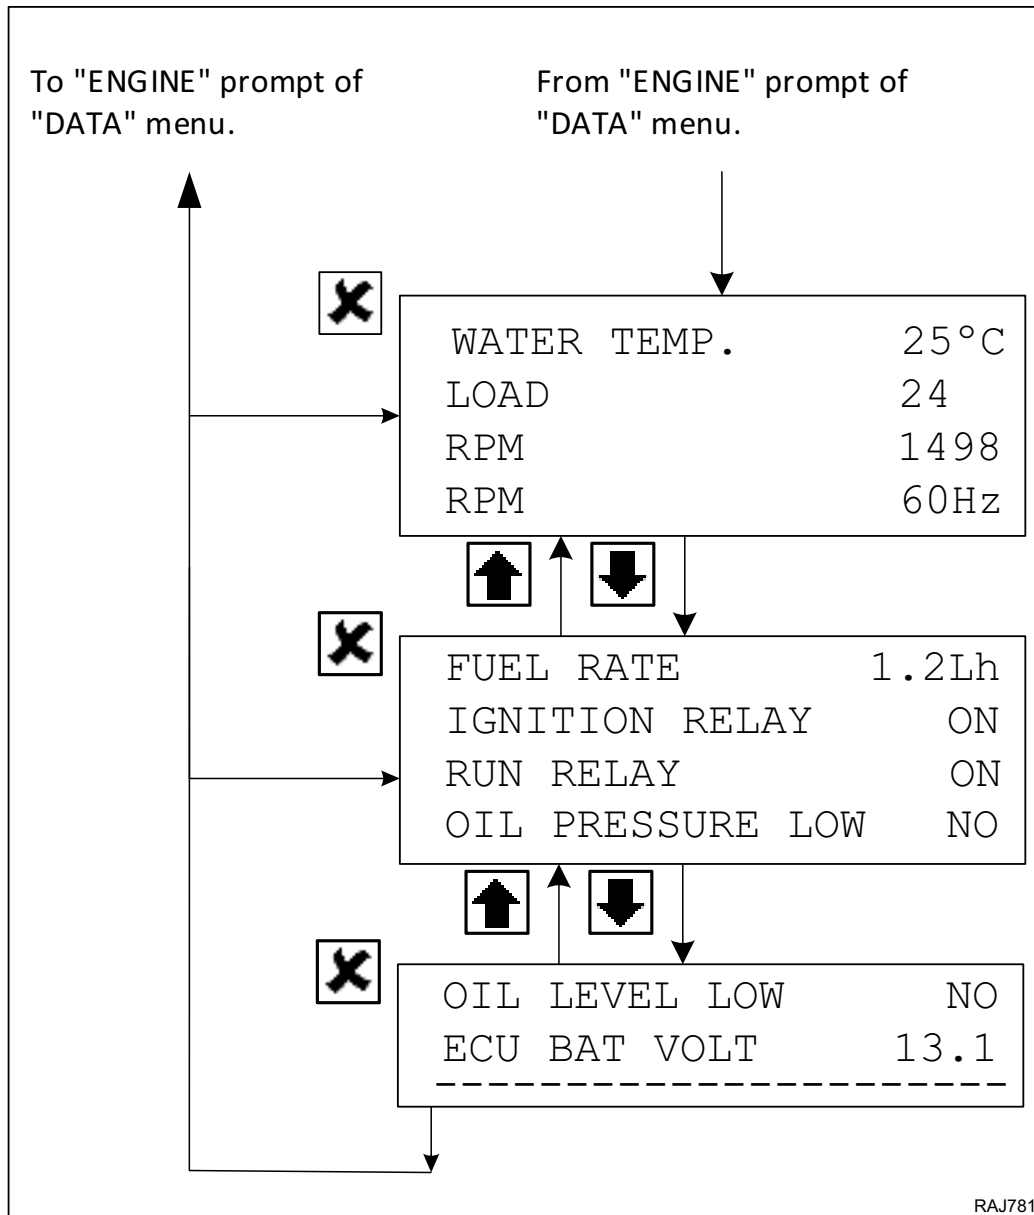 To "ENGINE" prompt of
"DATA" menu.
From "ENGINE" prompt of
"DATA" menu.
WATER TEMP. 25°C
LOAD 24
RPM 1498
RPM 60Hz
FUEL RATE 1.2Lh
IGNITION RELAY ON
RUN RELAY ON
OIL PRESSURE LOW NO
OIL LEVEL LOW NO
ECU BAT VOLT 13.1
RAJ781